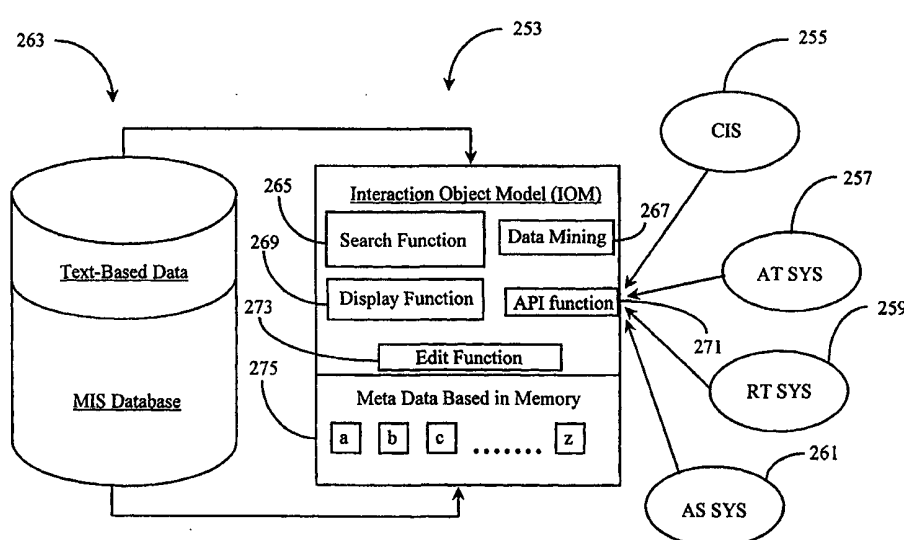 263
253
255
CIS
Interaction Object Model (IOM)
265
Search Function
Data Mining
267
257
AT SYS
Text-Based Data
269
Display Function
API function
271
259
RT SYS
273
Edit Function
MIS Database
275
Meta Data Based in Memory
a b c ....... z
261
AS SYS